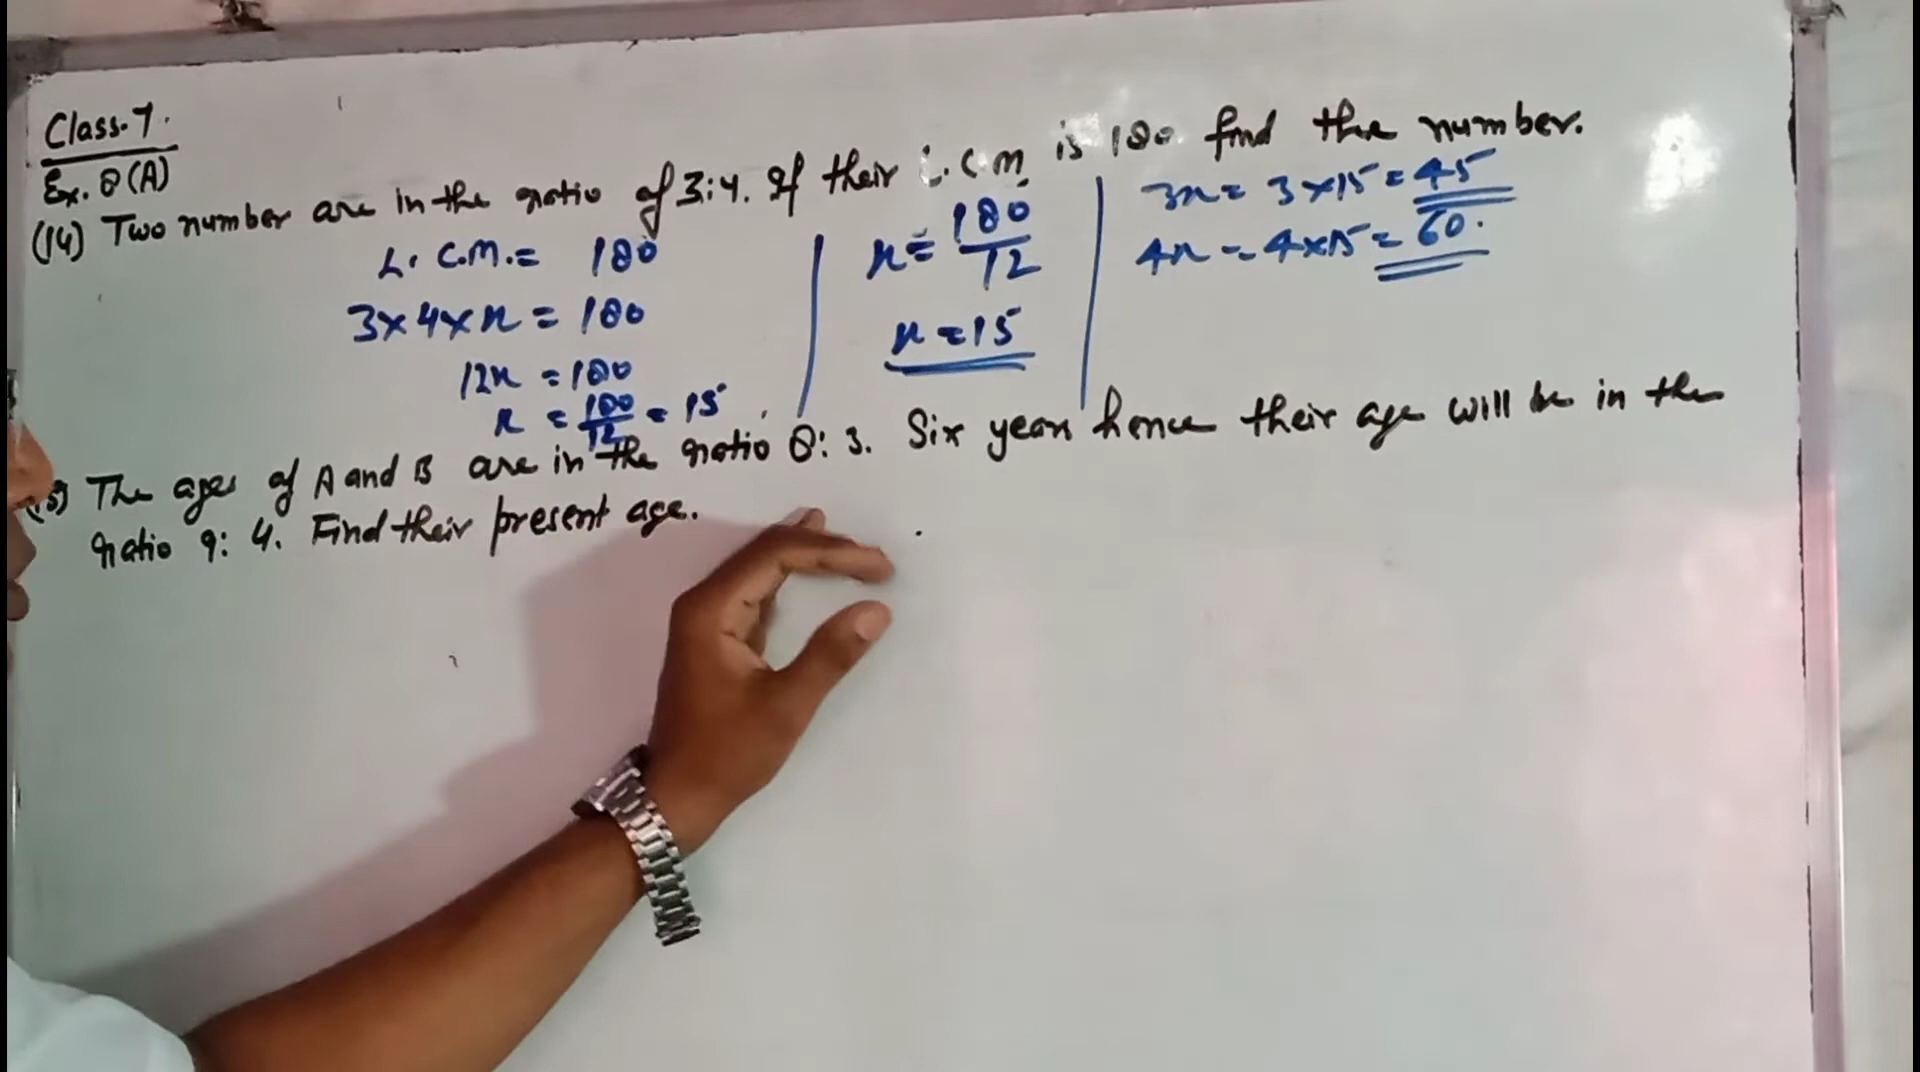 Class-7.
Ex. 8(A)
(14) Two number are in the ratio of 3:4. If their L.C.M is 180. find the number.
L. C.M. = 180
3×4×x = 180
12x = 180
x = 180/12 = 15
x = 180/12
x = 15
3x = 3×15 = 45
4x = 4×15 = 60.
The ages of A and B are in the ratio 8:3. Six years hence their age will be in the
ratio 9:4. Find their present age.